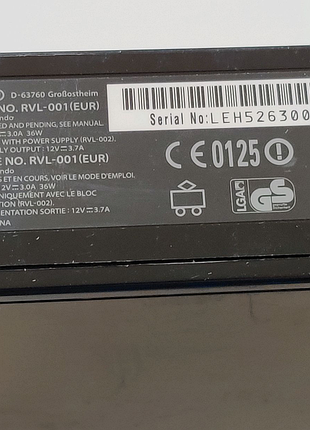 D-63760 Großostheim
NO. RVL-001(EUR)
ED AND PENDING, SEE MANUAL.
3.0A 36W
WITH POWER SUPPLY (RVL-002).
LY OUTPUT : 12V 3.7A
E NO. RVL-001(EUR)
ndo
S ET EN COURS, VOIR LE MODE D'EMPLOI.
2V 3.0A 36W
NIQUEMENT AVEC LE BLOC
TATION (RVL-002).
MENTATION SORTIE : 12V 3.7A
NA
Serial No:LEH526300
CE0125
LGA
GS